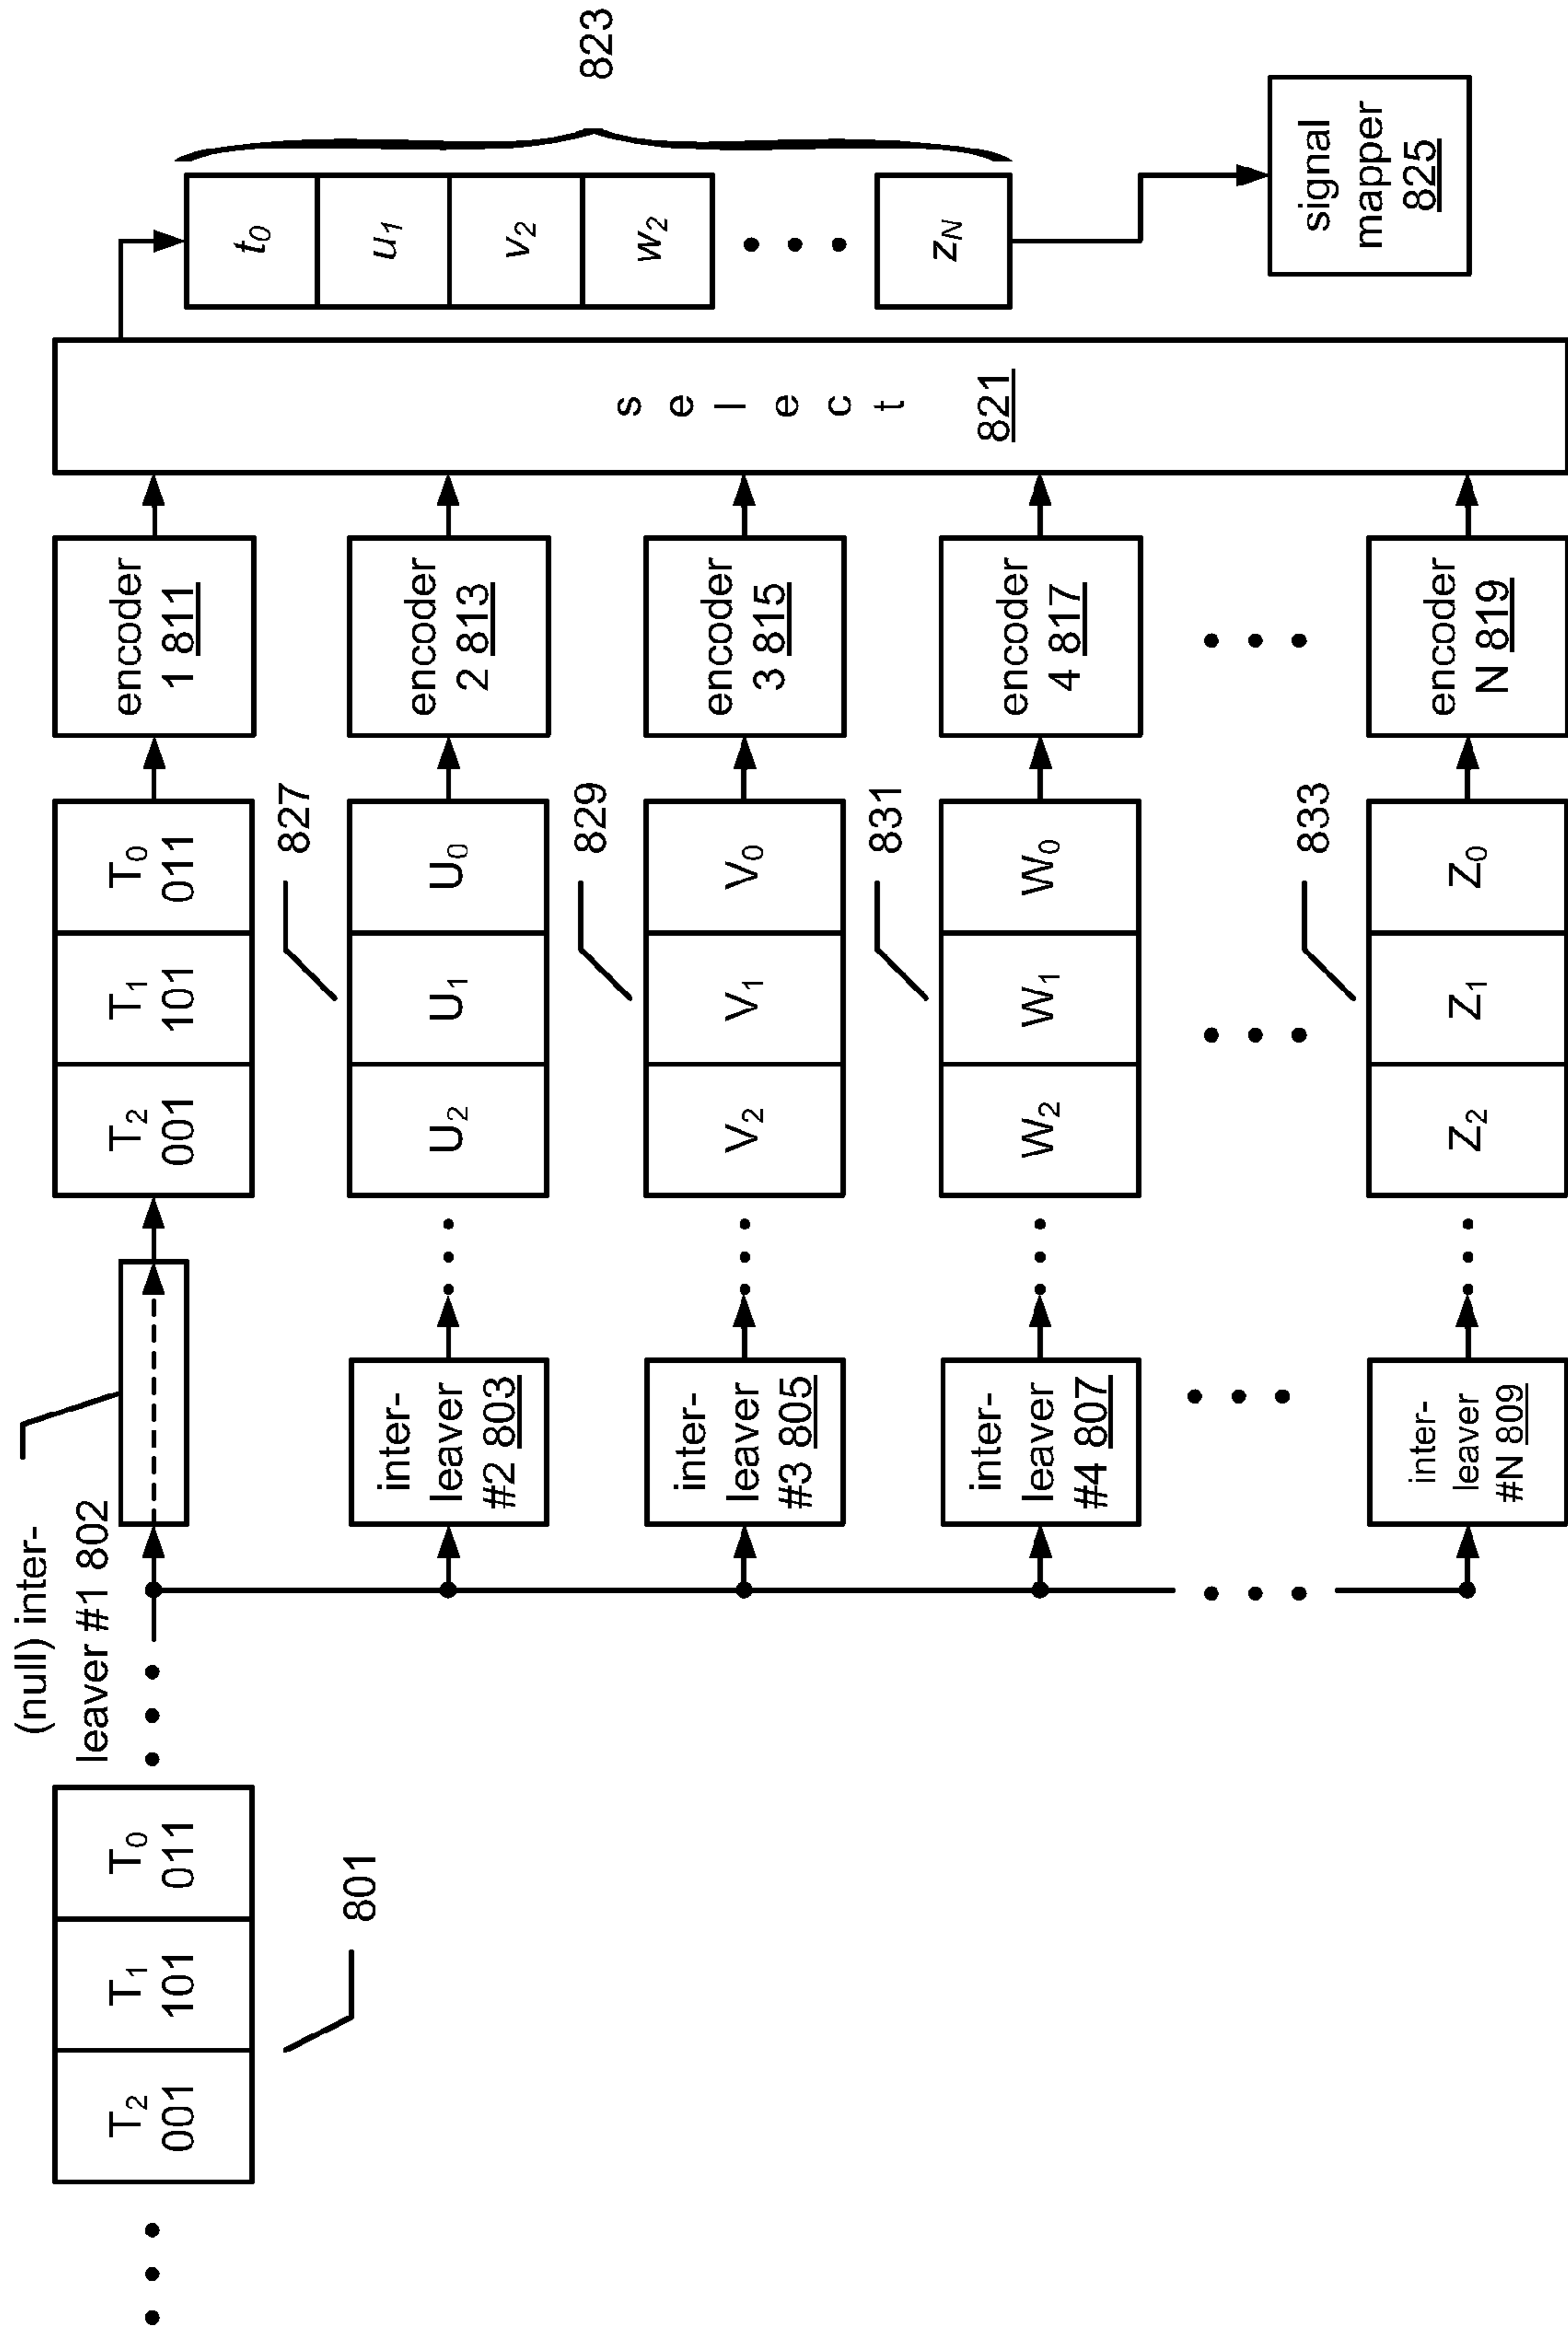 (null) inter-
leaver #1 802
T₂
001
T₁
101
T₀
011
801
T₂
001
T₁
101
T₀
011
encoder
1 811
inter-
leaver
#2 803
U₂
U₁
U₀
827
encoder
2 813
inter-
leaver
#3 805
V₂
V₁
V₀
829
encoder
3 815
inter-
leaver
#4 807
W₂
W₁
W₀
831
encoder
4 817
inter-
leaver
#N 809
Z₂
Z₁
Z₀
833
encoder
N 819
select
821
t₀
u₁
v₂
w₂
z_N
823
signal
mapper
825